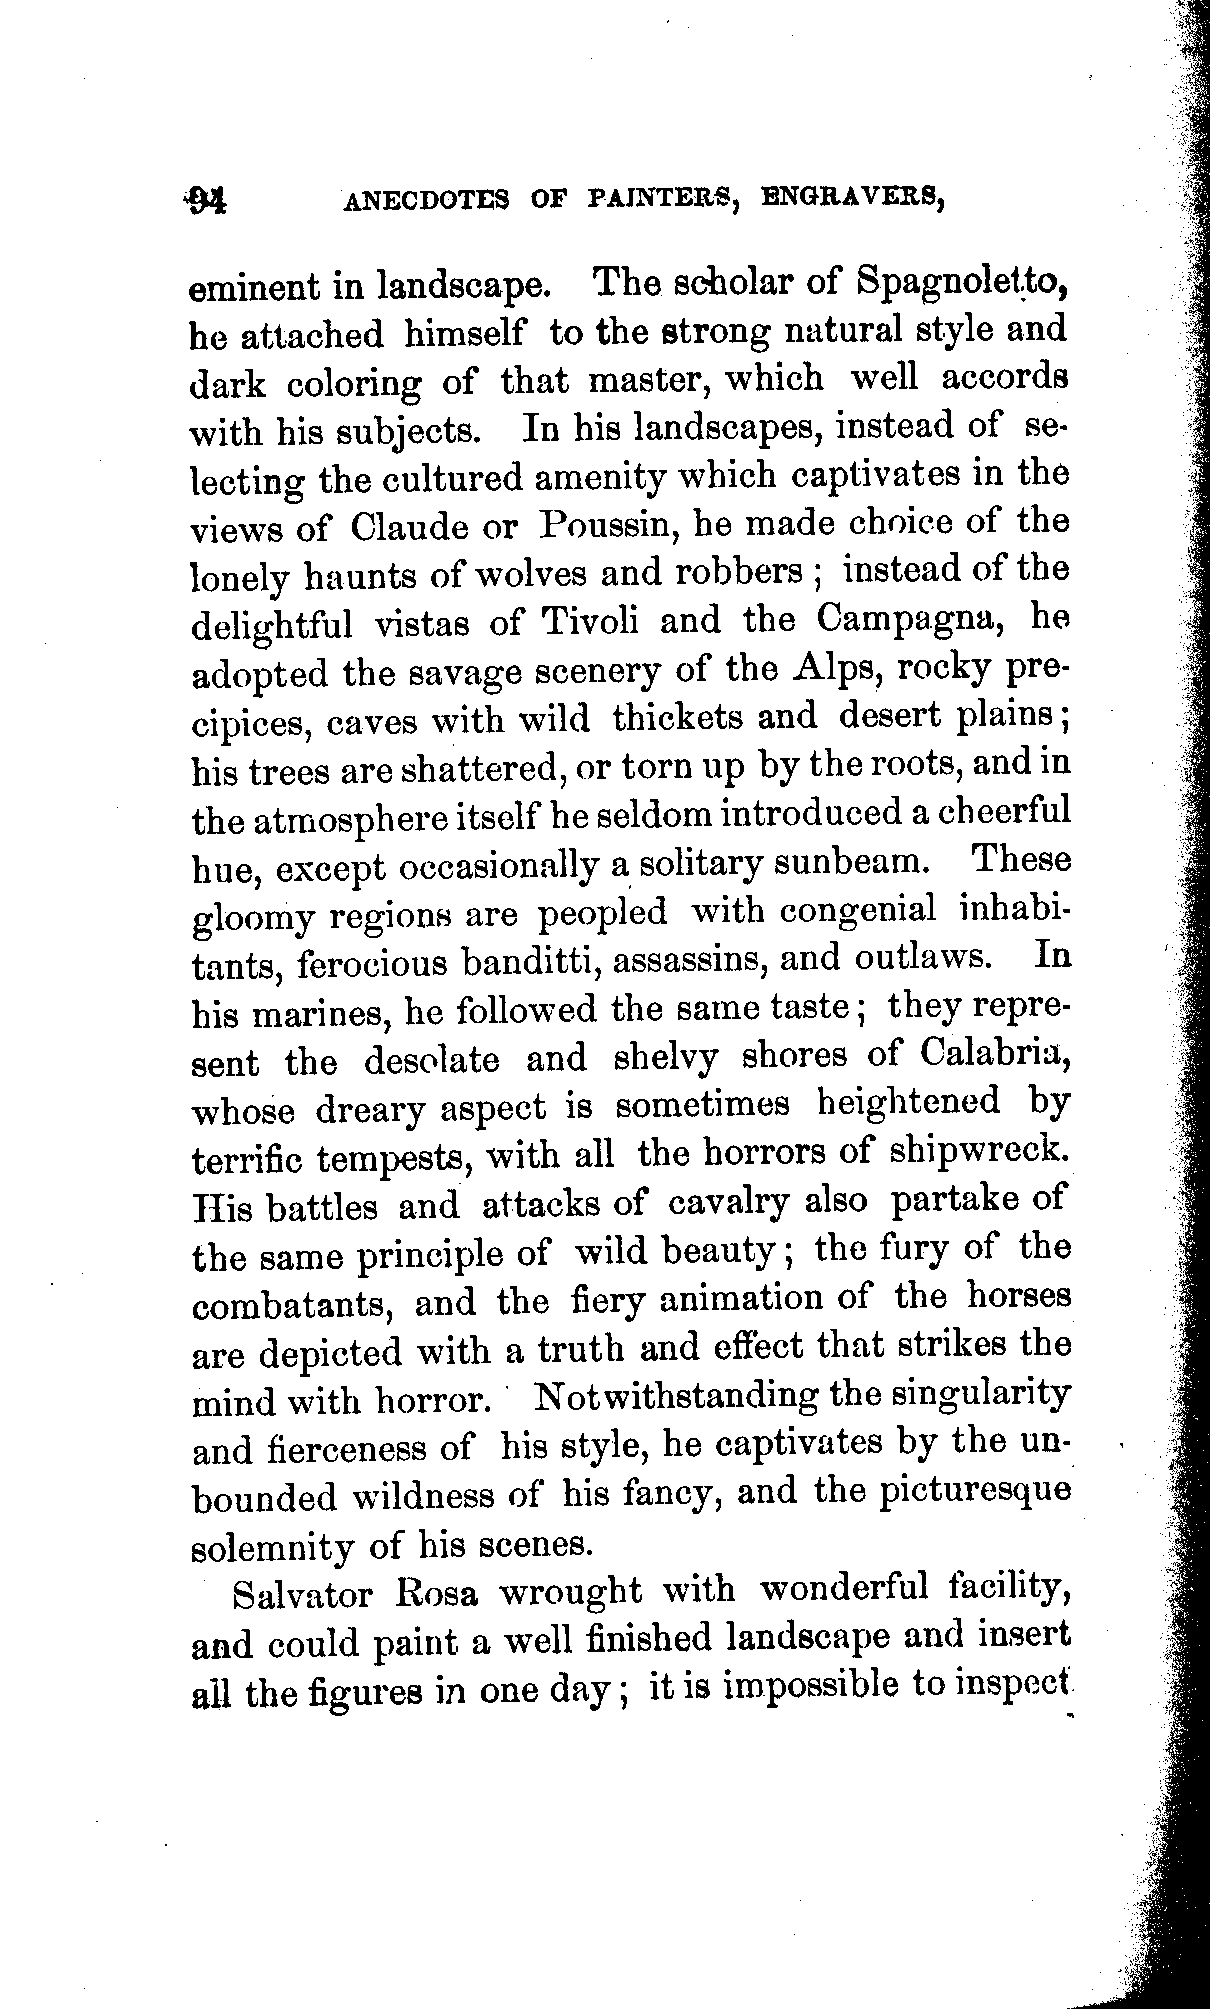 94 ANECDOTES OF PAINTERS, ENGRAVERS,
eminent in landscape. The scholar of Spagnoletto,
he attached himself to the strong natural style and
dark coloring of that master, which well accords
with his subjects. In his landscapes, instead of se-
lecting the cultured amenity which captivates in the
views of Claude or Poussin, he made choice of the
lonely haunts of wolves and robbers; instead of the
delightful vistas of Tivoli and the Campagna, he
adopted the savage scenery of the Alps, rocky pre-
cipices, caves with wild thickets and desert plains;
his trees are shattered, or torn up by the roots, and in
the atmosphere itself he seldom introduced a cheerful
hue, except occasionally a solitary sunbeam. These
gloomy regions are peopled with congenial inhabi-
tants, ferocious banditti, assassins, and outlaws. In
his marines, he followed the same taste; they repre-
sent the desolate and shelvy shores of Calabria,
whose dreary aspect is sometimes heightened by
terrific tempests, with all the horrors of shipwreck.
His battles and attacks of cavalry also partake of
the same principle of wild beauty; the fury of the
combatants, and the fiery animation of the horses
are depicted with a truth and effect that strikes the
mind with horror. Notwithstanding the singularity
and fierceness of his style, he captivates by the un-
bounded wildness of his fancy, and the picturesque
solemnity of his scenes.
Salvator Rosa wrought with wonderful facility,
and could paint a well finished landscape and insert
all the figures in one day; it is impossible to inspect